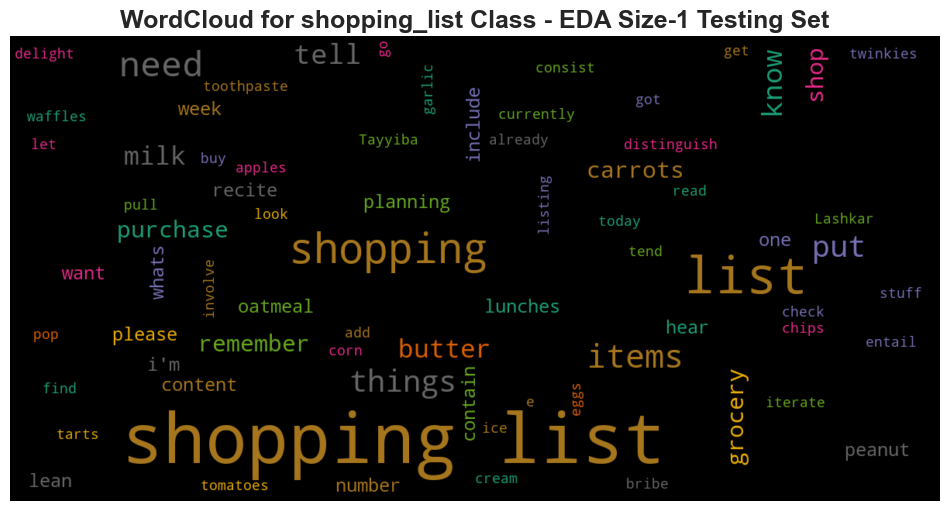 WordCloud for shopping_list Class - EDA Size-1 Testing Set
delight
need
tell
go
consist
get
know
shop
twinkies
toothpaste
garlic
include
got
week
currently
waffles
Tayyiba
already
let
milk
buy
apples
distinguish
carrots
recite
read
pull
look
planning
listing
today
Lashkar
purchase
shopping
one
put
tend
list
want
whats
involve
oatmeal
lunches
stuff
check
pop
please
remember
add
hear
chips
corn
butter
entail
i'm
items
content
things
find
contain
e
eggs
grocery
iterate
shopping list
ice
tarts
peanut
lean
tomatoes
number
cream
bribe